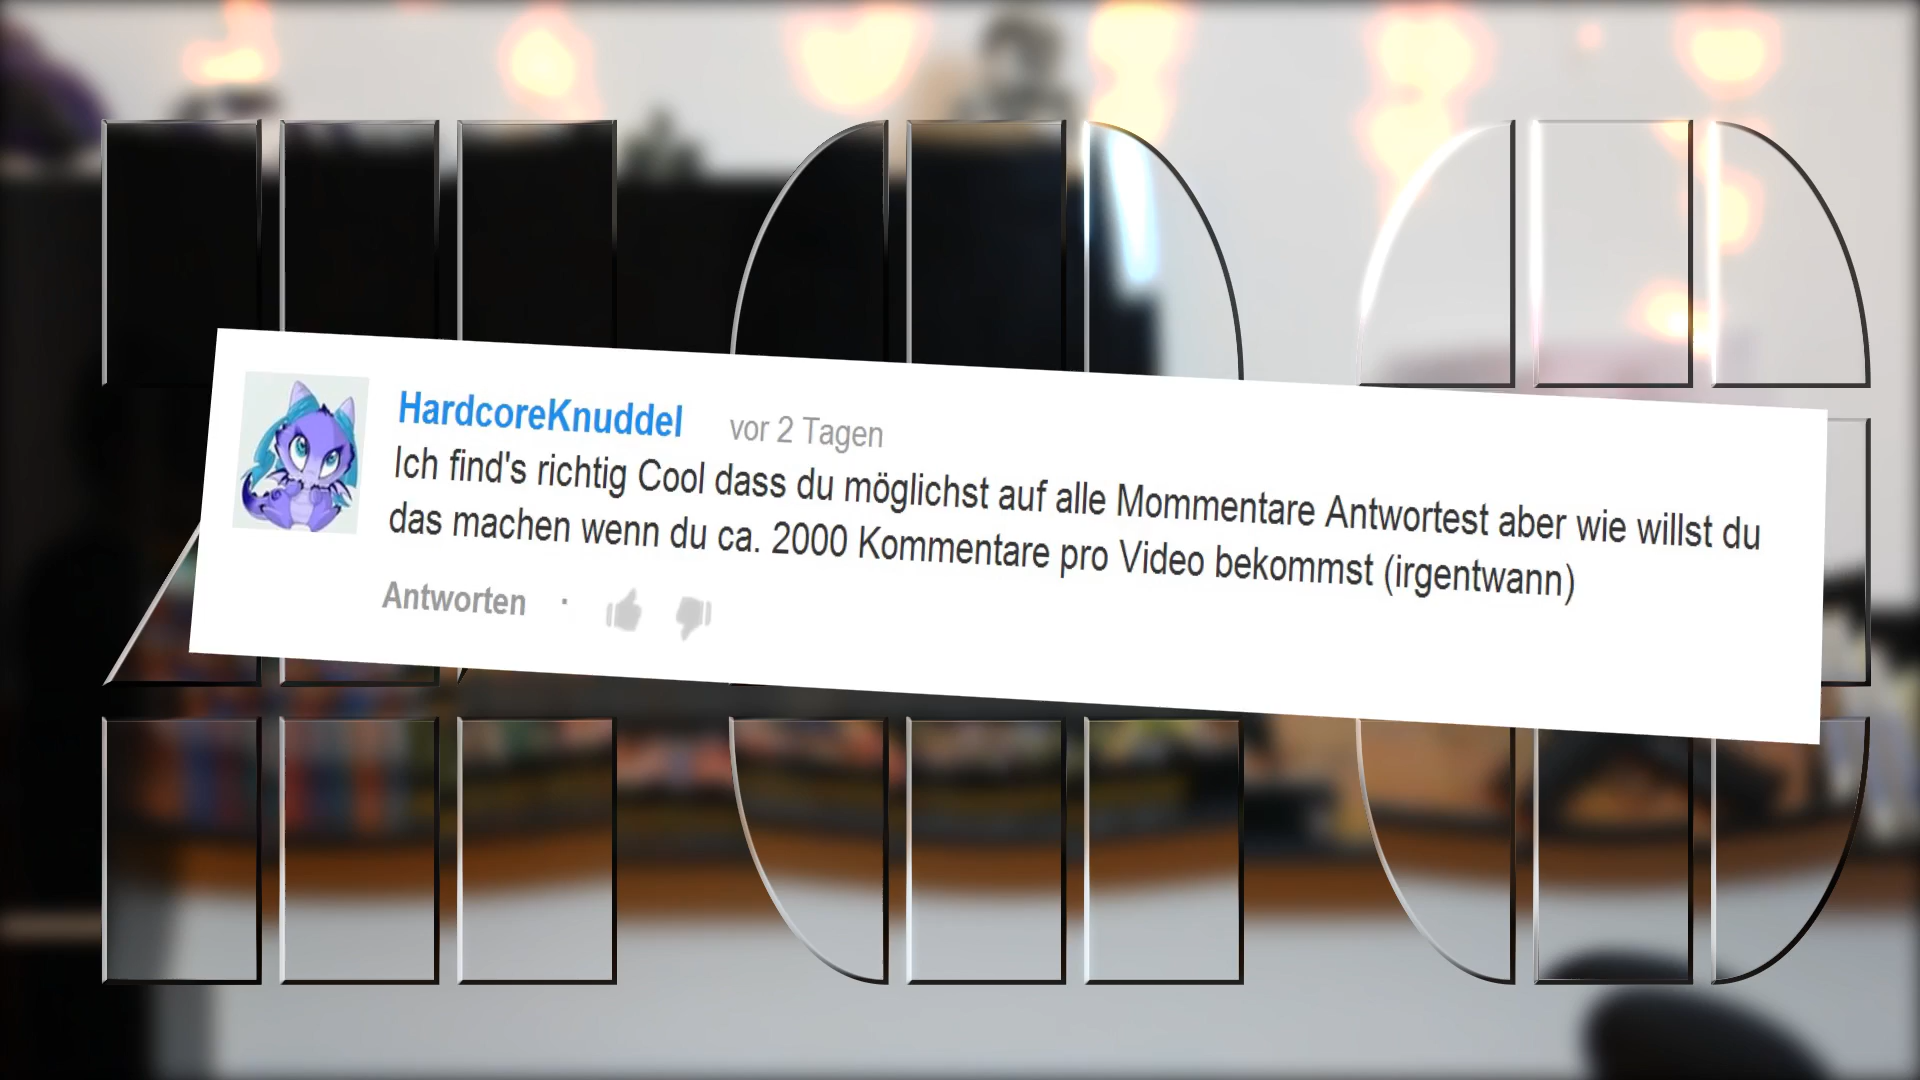 HardcoreKnuddel vor 2 Tagen
Ich find's richtig Cool dass du möglichst auf alle Mommentare Antwortest aber wie willst du
das machen wenn du ca. 2000 Kommentare pro Video bekommst (irgentwann)
Antworten ·